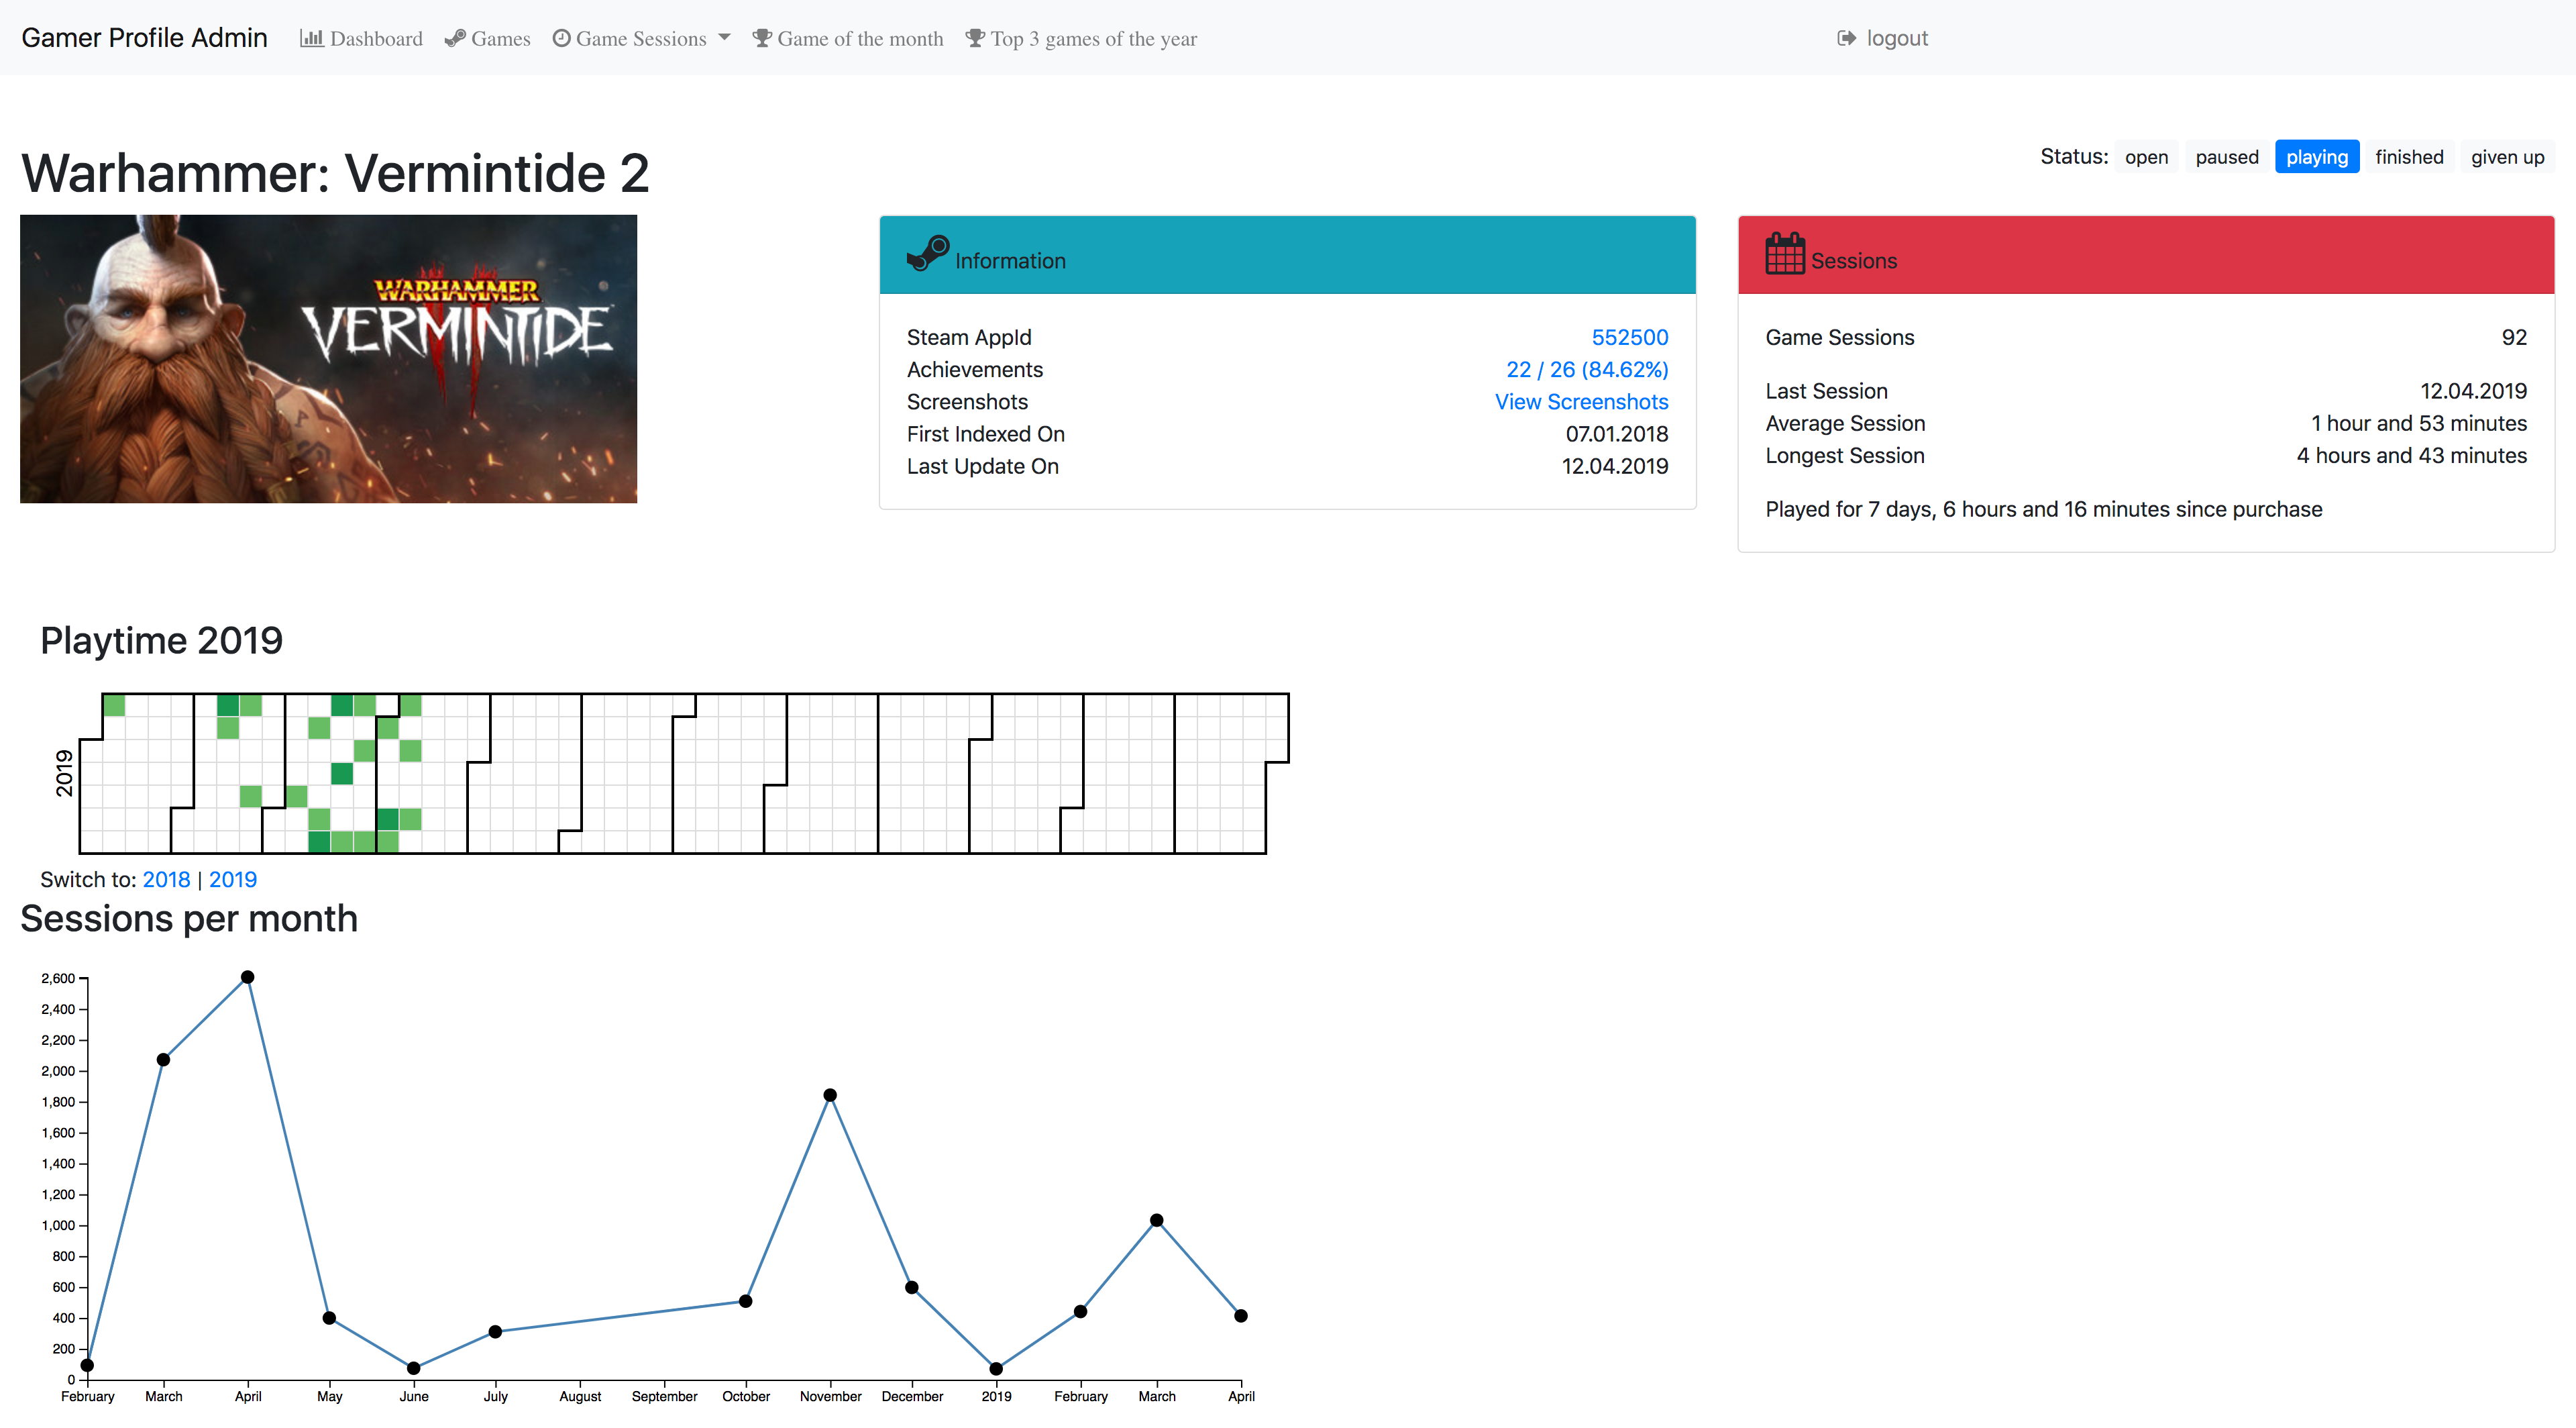 Gamer Profile Admin Dashboard Games Game Sessions Game of the month Top 3 games of the year logout
Warhammer: Vermintide 2
Status: open paused playing finished given up
WARHAMMER
VERMINTIDE
Information
Steam AppId 552500
Achievements 22 / 26 (84.62%)
Screenshots View Screenshots
First Indexed On 07.01.2018
Last Update On 12.04.2019
Sessions
Game Sessions 92
Last Session 12.04.2019
Average Session 1 hour and 53 minutes
Longest Session 4 hours and 43 minutes
Played for 7 days, 6 hours and 16 minutes since purchase
Playtime 2019
2019
Switch to: 2018 | 2019
Sessions per month
2,600
2,400
2,200
2,000
1,800
1,600
1,400
1,200
1,000
800
600
400
200
0
February March April May June July August September October November December 2019 February March April